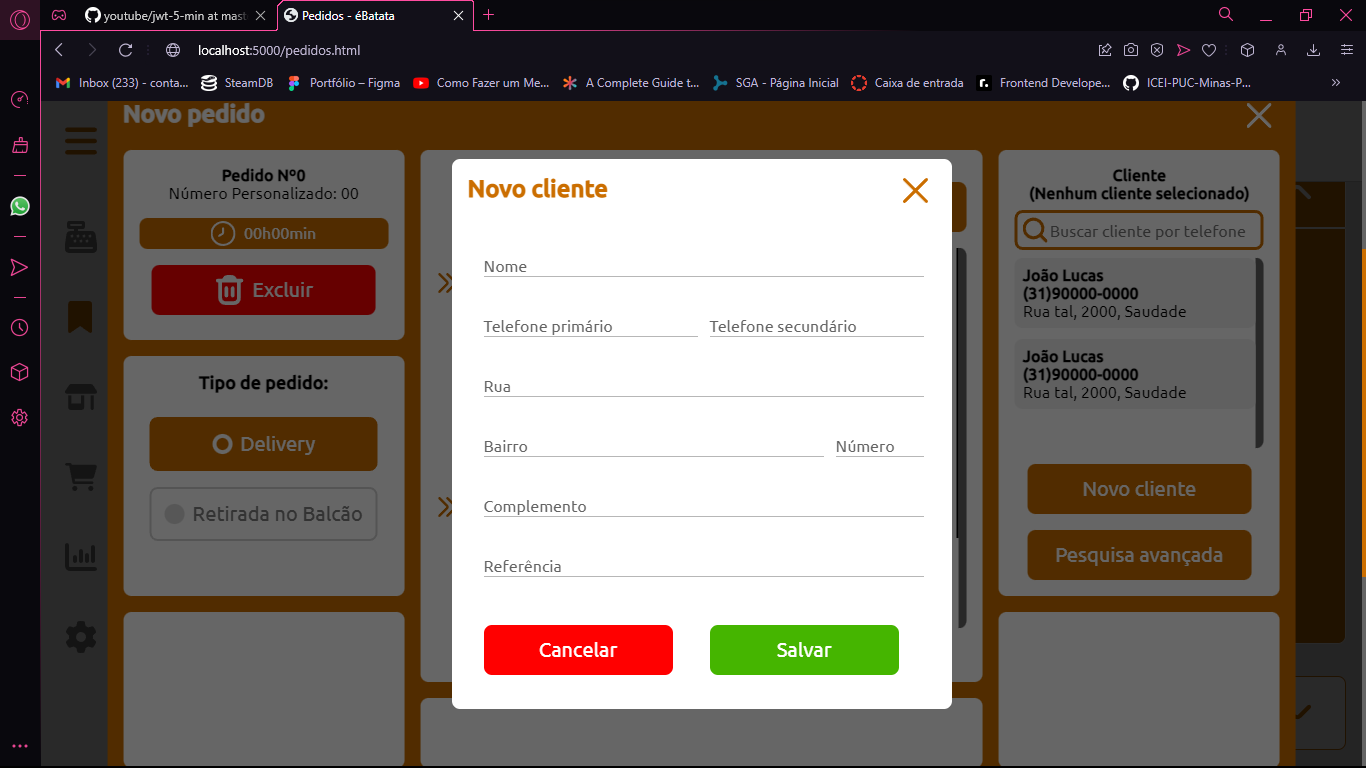 youtube/jwt-5-min at mast
Pedidos - éBatata
localhost:5000/pedidos.html
Inbox (233) - conta...
SteamDB
Portfólio – Figma
Como Fazer um Me...
A Complete Guide t...
SGA - Página Inicial
Caixa de entrada
Frontend Develope...
ICEI-PUC-Minas-P...
Novo pedido
Pedido Nº0
Número Personalizado: 00
00h00min
Excluir
Tipo de pedido:
Delivery
Retirada no Balcão
Novo cliente
Nome
Telefone primário
Telefone secundário
Rua
Bairro
Número
Complemento
Referência
Cancelar
Salvar
Cliente
(Nenhum cliente selecionado)
Buscar cliente por telefone
João Lucas
(31)90000-0000
Rua tal, 2000, Saudade
João Lucas
(31)90000-0000
Rua tal, 2000, Saudade
Novo cliente
Pesquisa avançada